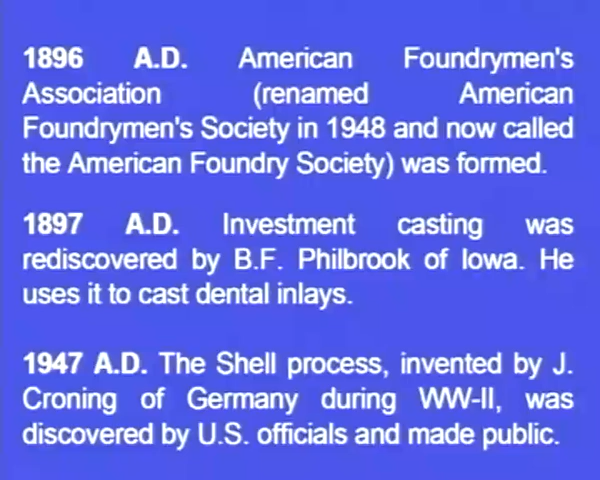 1896 A.D. American Foundrymen's
Association (renamed American
Foundrymen's Society in 1948 and now called
the American Foundry Society) was formed.
1897 A.D. Investment casting was
rediscovered by B.F. Philbrook of Iowa. He
uses it to cast dental inlays.
1947 A.D. The Shell process, invented by J.
Croning of Germany during WW-II, was
discovered by U.S. officials and made public.